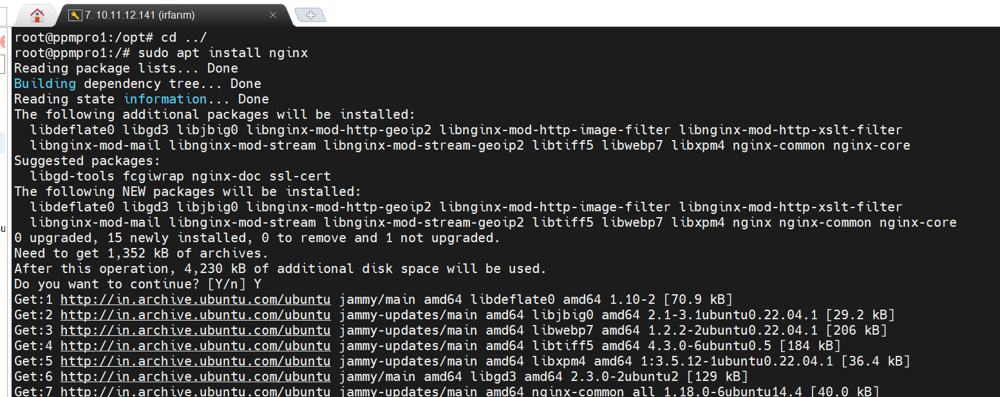 7. 10.11.12.141 (irfanm)
root@ppmpro1:/opt# cd ../
root@ppmpro1:/# sudo apt install nginx
Reading package lists... Done
Building dependency tree... Done
Reading state information... Done
The following additional packages will be installed:
  libdeflate0 libgd3 libjbig0 libnginx-mod-http-geoip2 libnginx-mod-http-image-filter libnginx-mod-http-xslt-filter
  libnginx-mod-mail libnginx-mod-stream libnginx-mod-stream-geoip2 libtiff5 libwebp7 libxpm4 nginx-common nginx-core
Suggested packages:
  libgd-tools fcgiwrap nginx-doc ssl-cert
The following NEW packages will be installed:
  libdeflate0 libgd3 libjbig0 libnginx-mod-http-geoip2 libnginx-mod-http-image-filter libnginx-mod-http-xslt-filter
  libnginx-mod-mail libnginx-mod-stream libnginx-mod-stream-geoip2 libtiff5 libwebp7 libxpm4 nginx nginx-common nginx-core
0 upgraded, 15 newly installed, 0 to remove and 1 not upgraded.
Need to get 1,352 kB of archives.
After this operation, 4,230 kB of additional disk space will be used.
Do you want to continue? [Y/n] Y
Get:1 http://in.archive.ubuntu.com/ubuntu jammy/main amd64 libdeflate0 amd64 1.10-2 [70.9 kB]
Get:2 http://in.archive.ubuntu.com/ubuntu jammy-updates/main amd64 libjbig0 amd64 2.1-3.1ubuntu0.22.04.1 [29.2 kB]
Get:3 http://in.archive.ubuntu.com/ubuntu jammy-updates/main amd64 libwebp7 amd64 1.2.2-2ubuntu0.22.04.1 [206 kB]
Get:4 http://in.archive.ubuntu.com/ubuntu jammy-updates/main amd64 libtiff5 amd64 4.3.0-6ubuntu0.5 [184 kB]
Get:5 http://in.archive.ubuntu.com/ubuntu jammy-updates/main amd64 libxpm4 amd64 1:3.5.12-1ubuntu0.22.04.1 [36.4 kB]
Get:6 http://in.archive.ubuntu.com/ubuntu jammy/main amd64 libgd3 amd64 2.3.0-2ubuntu2 [129 kB]
Get:7 http://in.archive.ubuntu.com/ubuntu jammy-updates/main amd64 nginx-common all 1.18.0-6ubuntu14.4 [40.0 kB]